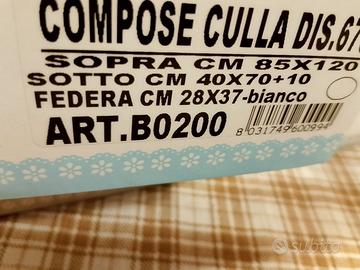 COMPOSE CULLA DIS.67
SOPRA CM 85X120
SOTTO CM 40X70+10
FEDERA CM 28X37-bianco
ART.B0200
8 031749 600994
subito